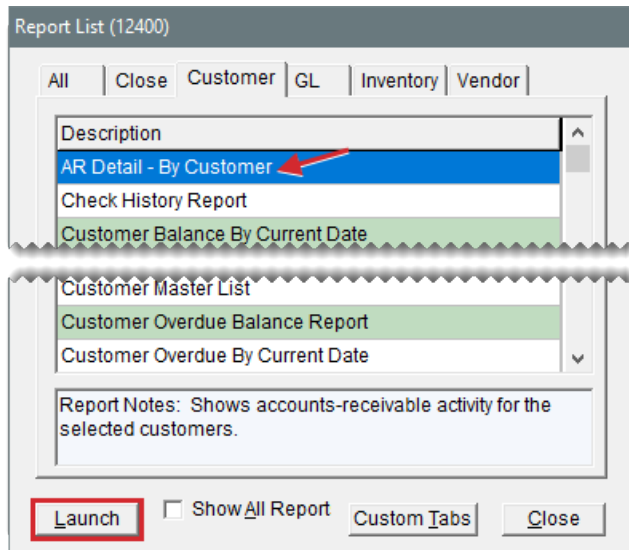 Report List (12400)
All Close Customer GL Inventory Vendor
Description
AR Detail - By Customer
Check History Report
Customer Balance By Current Date
Customer Master List
Customer Overdue Balance Report
Customer Overdue By Current Date
Report Notes: Shows accounts-receivable activity for the
selected customers.
Launch Show All Report Custom Tabs Close